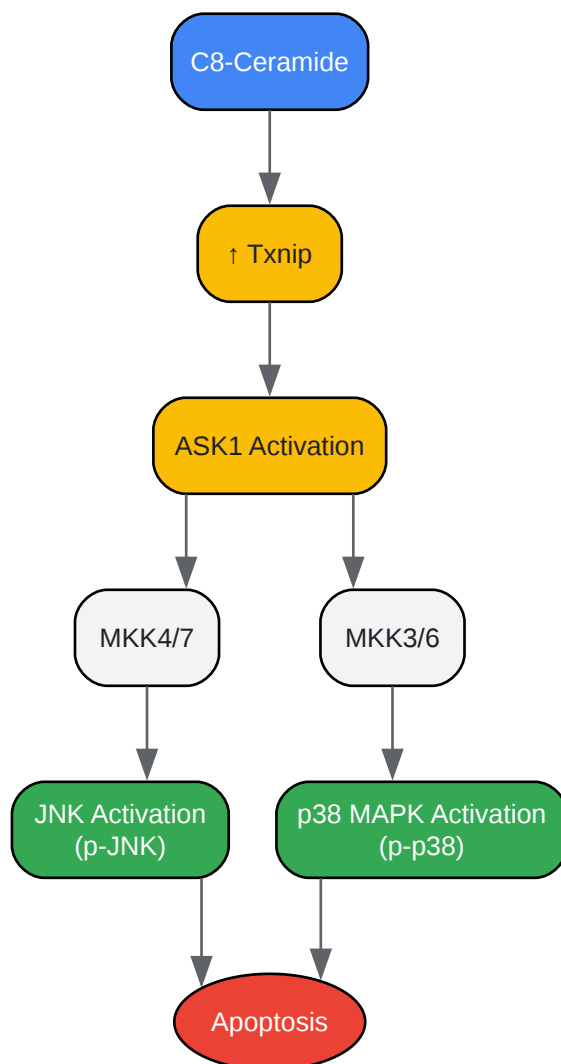 C8-Ceramide
↑ Txnip
ASK1 Activation
MKK4/7
MKK3/6
JNK Activation
(p-JNK)
p38 MAPK Activation
(p-p38)
Apoptosis